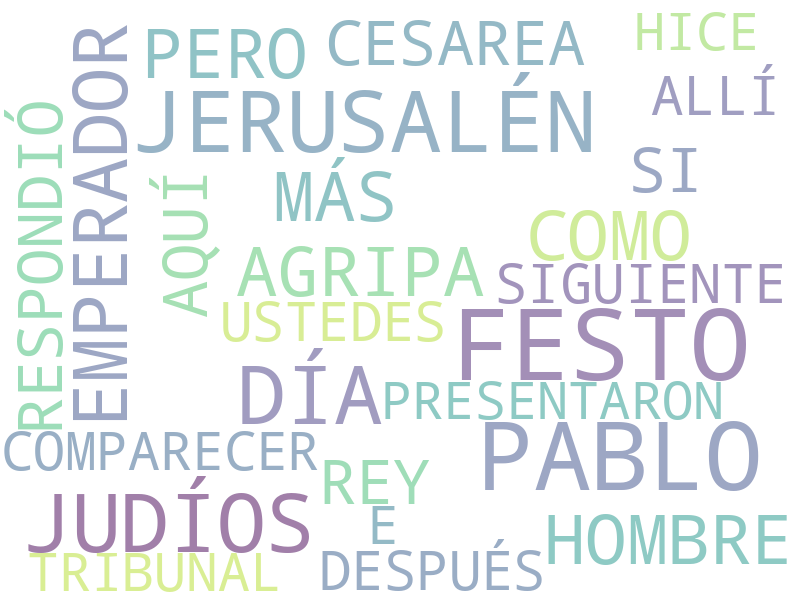 HICE
PERO
CESAREA
ALLÍ
JERUSALÉN
EMPERADOR
RESPONDIÓ
SI
MÁS
AQUÍ
COMO
AGRIPA
SIGUIENTE
USTEDES
FESTO
DÍA
PRESENTARON
PABLO
COMPARECER
REY
JUDÍOS
E
HOMBRE
TRIBUNAL
DESPUÉS